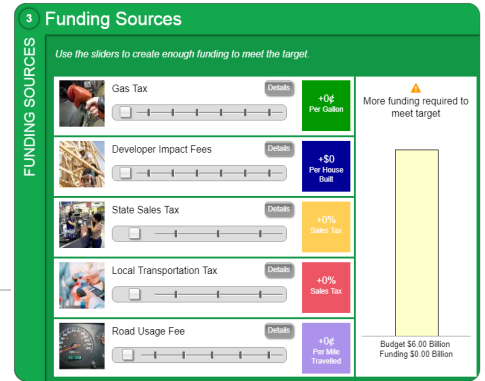 3 Funding Sources
FUNDING SOURCES
Use the sliders to create enough funding to meet the target.
Gas Tax
Details
+0¢
Per Gallon
Developer Impact Fees
Details
+$0
Per House
Built
State Sales Tax
Details
+0%
Sales Tax
Local Transportation Tax
Details
+0%
Sales Tax
Road Usage Fee
Details
+0¢
Per Mile
Travelled
More funding required to
meet target
Budget $6.00 Billion
Funding $0.00 Billion